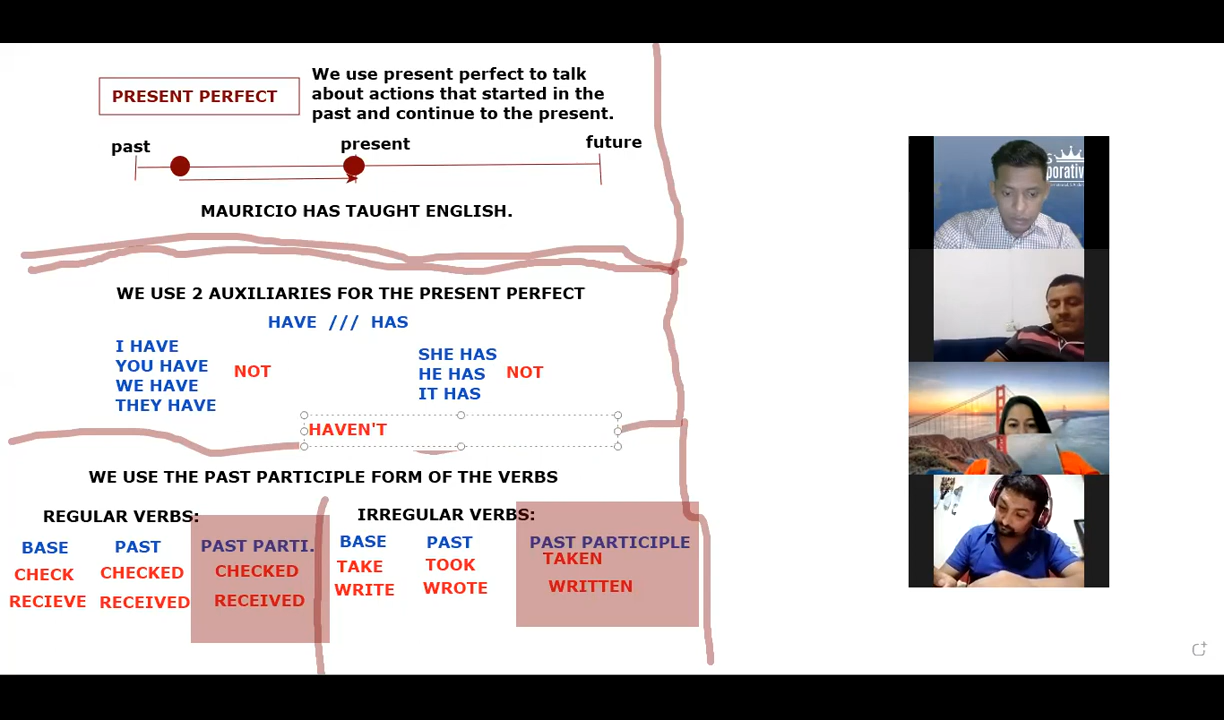 PRESENT PERFECT
We use present perfect to talk
about actions that started in the
past and continue to the present.
past present future
MAURICIO HAS TAUGHT ENGLISH.
WE USE 2 AUXILIARIES FOR THE PRESENT PERFECT
HAVE /// HAS
I HAVE
YOU HAVE
WE HAVE
THEY HAVE
NOT
SHE HAS
HE HAS
IT HAS
NOT
HAVEN'T
WE USE THE PAST PARTICIPLE FORM OF THE VERBS
REGULAR VERBS:
BASE PAST PAST PARTI.
CHECK CHECKED CHECKED
RECIEVE RECEIVED RECEIVED
IRREGULAR VERBS:
BASE PAST PAST PARTICIPLE
TAKE TOOK TAKEN
WRITE WROTE WRITTEN